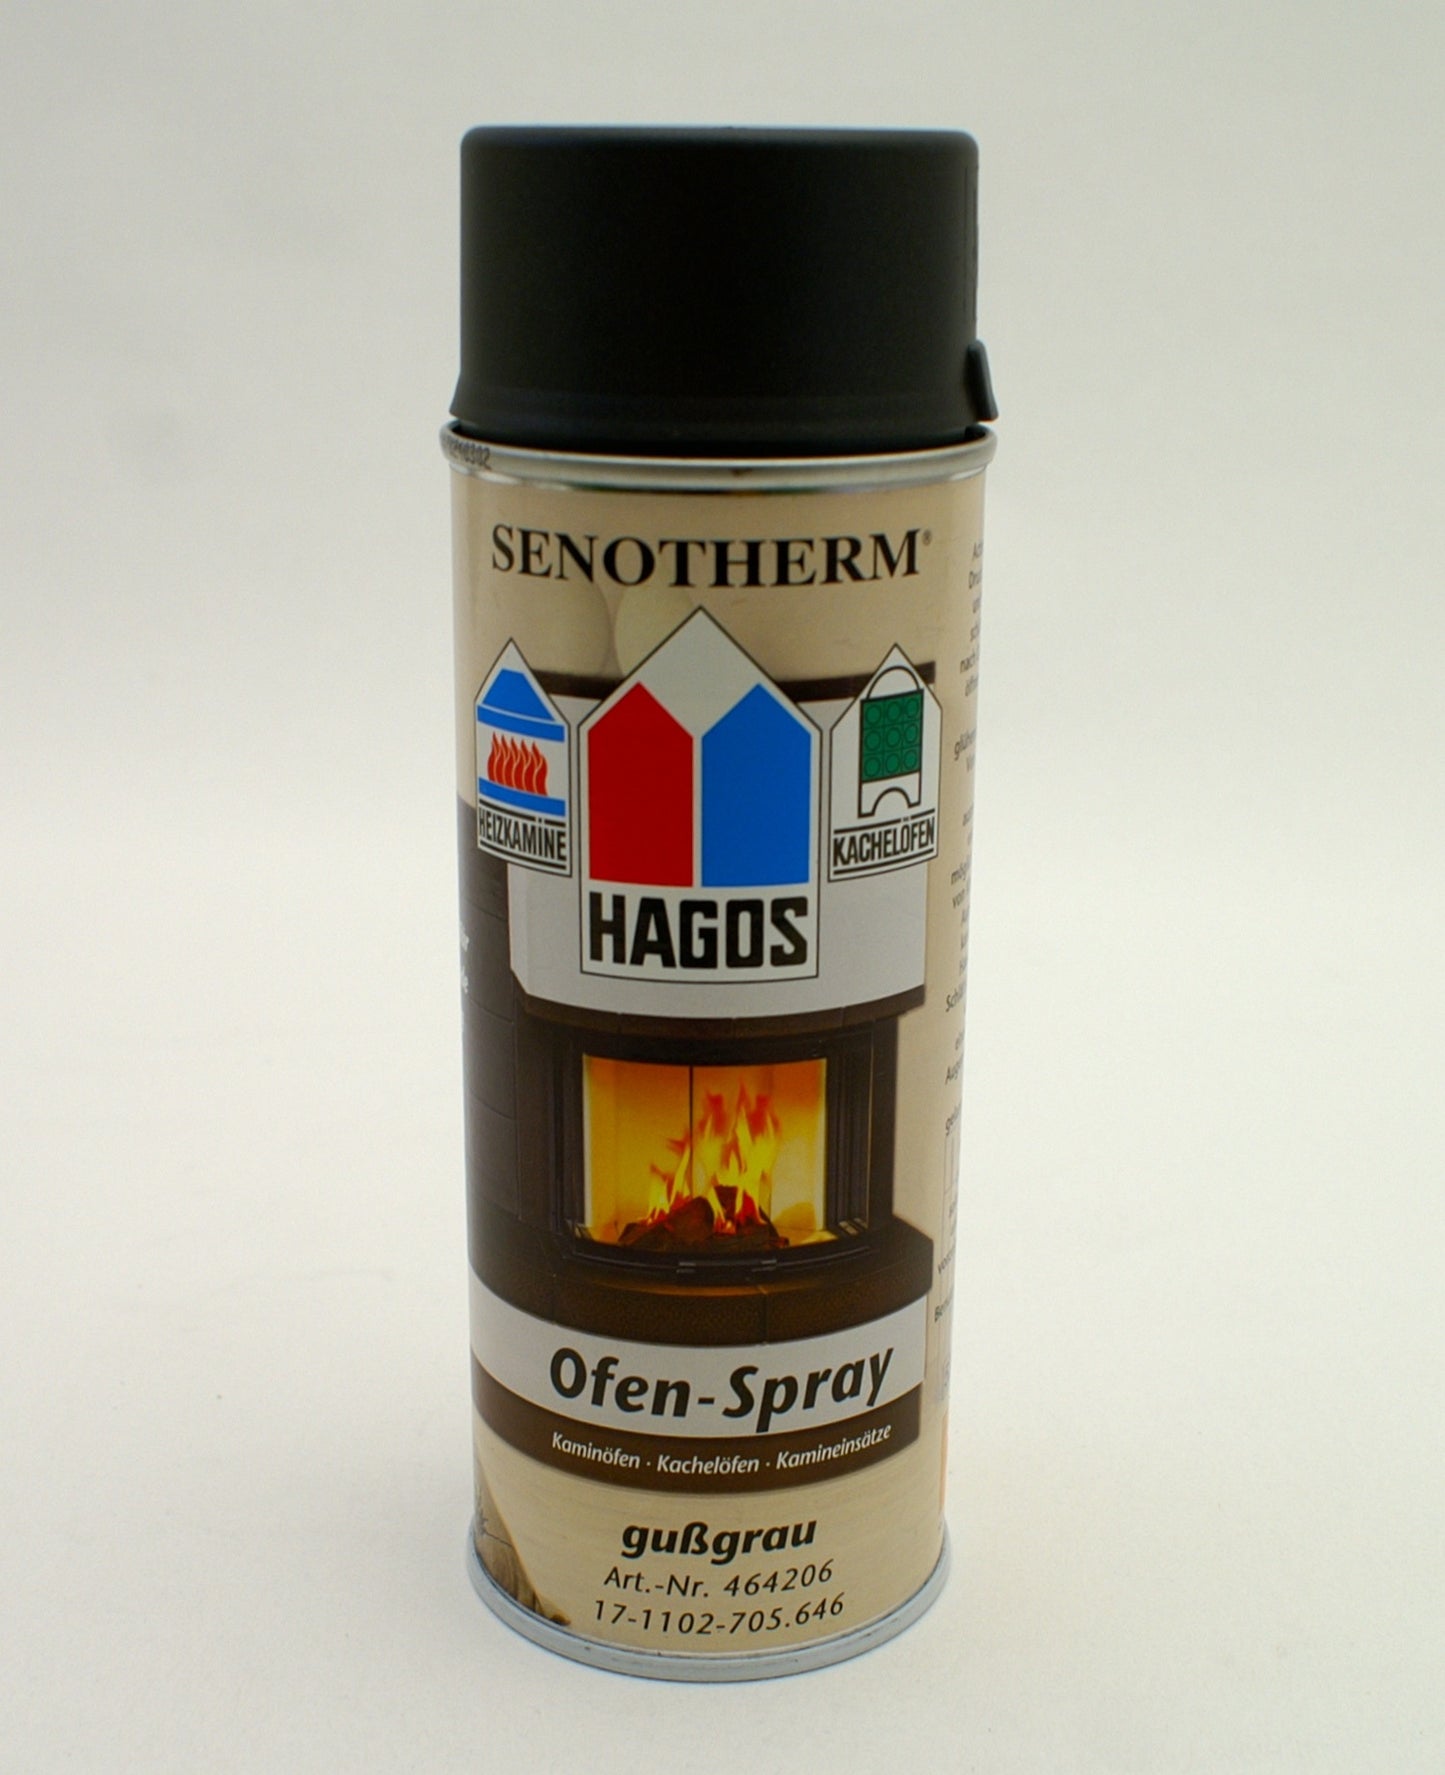 SENOTHERM®
HEIZKAMINE
KACHELÖFEN
HAGOS
Ofen-Spray
Kaminöfen · Kachelöfen · Kamineinsätze
gußgrau
Art.-Nr. 464206
17-1102-705.646